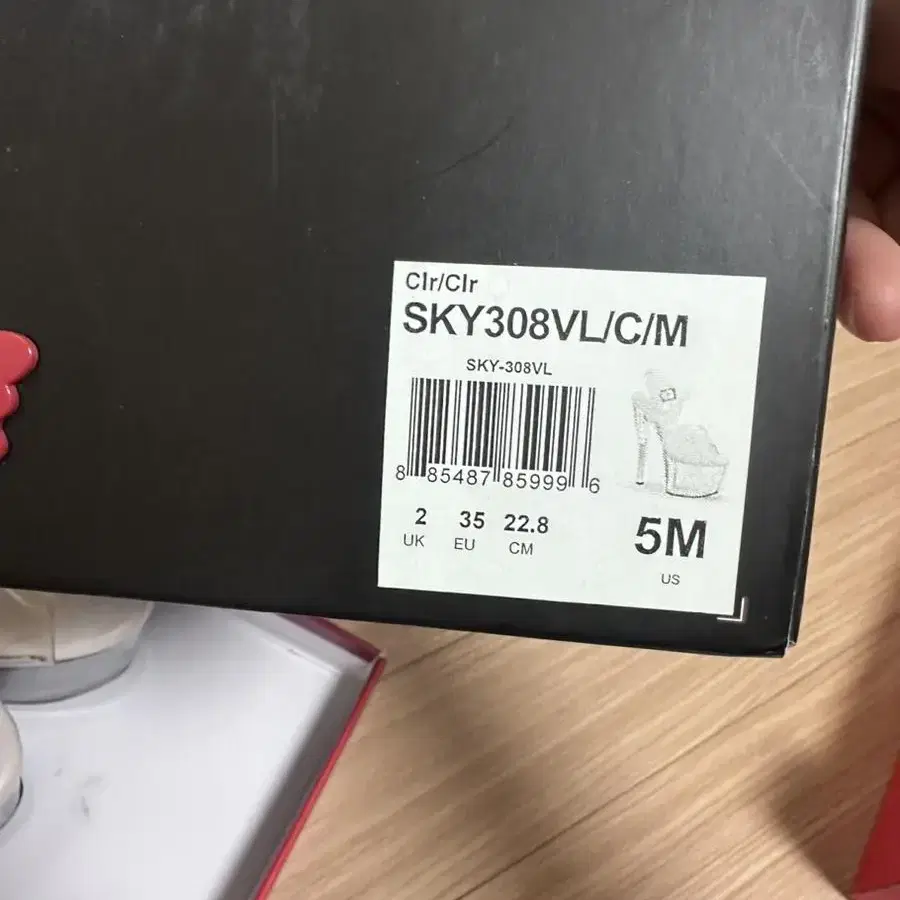 Clr/Clr
SKY308VL/C/M
SKY-308VL
8 85487 85999 6
2 35 22.8
UK EU CM
5M
US